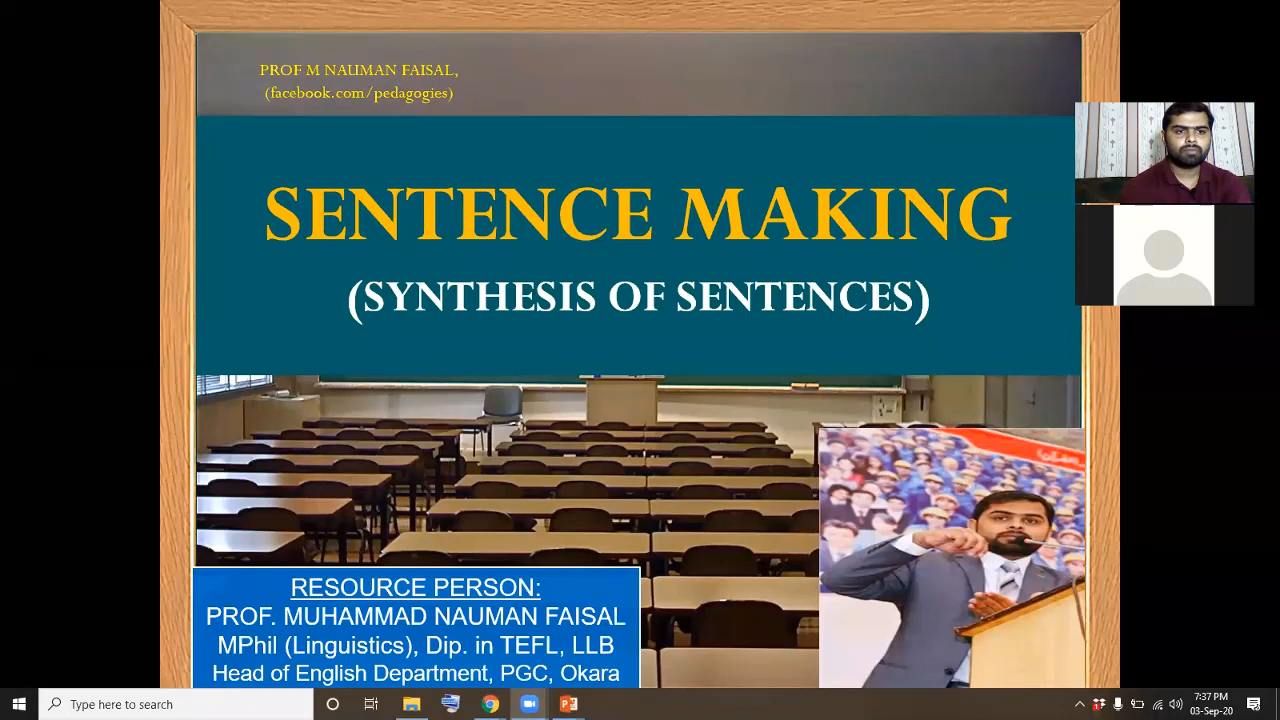 PROF M NAUMAN FAISAL,
(facebook.com/pedagogies)
SENTENCE MAKING
(SYNTHESIS OF SENTENCES)
RESOURCE PERSON:
PROF. MUHAMMAD NAUMAN FAISAL
MPhil (Linguistics), Dip. in TEFL, LLB
Head of English Department, PGC, Okara
Type here to search
7:37 PM
03-Sep-20